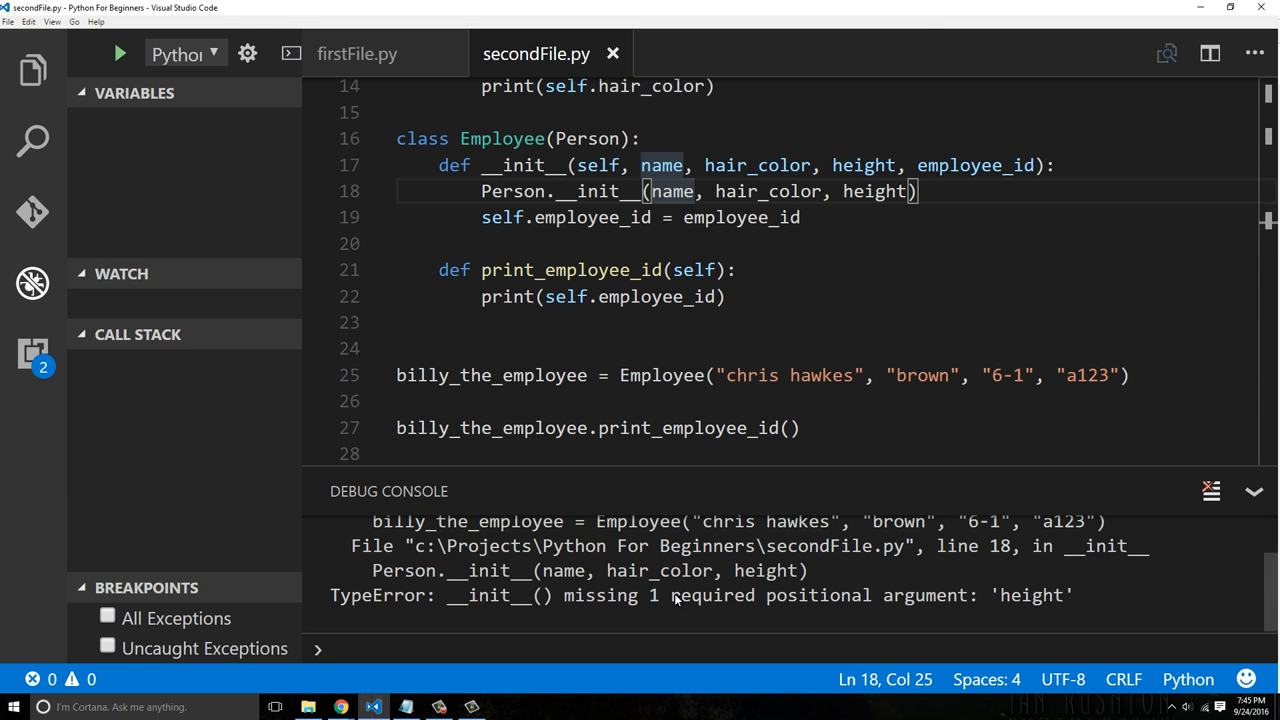 secondFile.py - Python For Beginners - Visual Studio Code
File Edit View Go Help
Pythor
firstFile.py
secondFile.py
VARIABLES
WATCH
CALL STACK
BREAKPOINTS
All Exceptions
Uncaught Exceptions
2
14 print(self.hair_color)
15
16 class Employee(Person):
17 def __init__(self, name, hair_color, height, employee_id):
18 Person.__init__(name, hair_color, height)
19 self.employee_id = employee_id
20
21 def print_employee_id(self):
22 print(self.employee_id)
23
24
25 billy_the_employee = Employee("chris hawkes", "brown", "6-1", "a123")
26
27 billy_the_employee.print_employee_id()
28
DEBUG CONSOLE
billy_the_employee = Employee("chris hawkes", "brown", "6-1", "a123")
File "c:\Projects\Python For Beginners\secondFile.py", line 18, in __init__
Person.__init__(name, hair_color, height)
TypeError: __init__() missing 1 required positional argument: 'height'
0 0
Ln 18, Col 25 Spaces: 4 UTF-8 CRLF Python
I'm Cortana. Ask me anything.
7:45 PM
9/24/2016